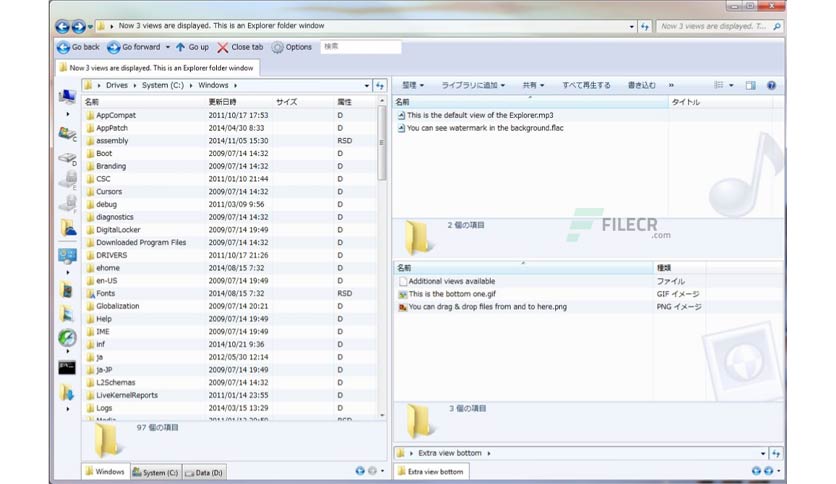 Now 3 views are displayed. This is an Explorer folder window
Now 3 views are displayed. T...
Go back Go forward Go up Close tab Options 検索
Now 3 views are displayed. This is an Explorer folder window
Drives System (C:) Windows
整理 ライブラリに追加 共有 すべて再生する 書き込む »
名前 更新日時 サイズ 属性
AppCompat 2011/10/17 17:53 D
AppPatch 2014/04/30 8:33 D
assembly 2014/11/05 15:30 RSD
Boot 2009/07/14 14:32 D
Branding 2009/07/14 14:32 D
CSC 2011/01/10 21:44 D
Cursors 2009/07/14 14:32 D
debug 2011/03/09 9:56 D
diagnostics 2009/07/14 14:32 D
DigitalLocker 2009/07/14 19:49 D
Downloaded Program Files 2009/07/14 14:32 D
DRIVERS 2011/10/17 21:26 D
ehome 2014/08/15 7:32 D
en-US 2009/07/14 19:49 D
Fonts 2014/08/15 7:32 RSD
Globalization 2009/07/14 20:21 D
Help 2009/07/14 19:49 D
IME 2009/07/14 19:49 D
inf 2014/10/21 9:36 D
ja 2012/05/30 12:14 D
ja-JP 2009/07/14 19:49 D
L2Schemas 2009/07/14 14:32 D
LiveKernelReports 2011/01/14 23:55 D
Logs 2014/03/15 13:29 D
Media
97 個の項目
Windows System (C:) Data (D:)
名前 タイトル
This is the default view of the Explorer.mp3
You can see watermark in the background.flac
2 個の項目
FILECR
.com
名前 種類
Additional views available ファイル
This is the bottom one.gif GIF イメージ
You can drag & drop files from and to here.png PNG イメージ
3 個の項目
Extra view bottom
Extra view bottom